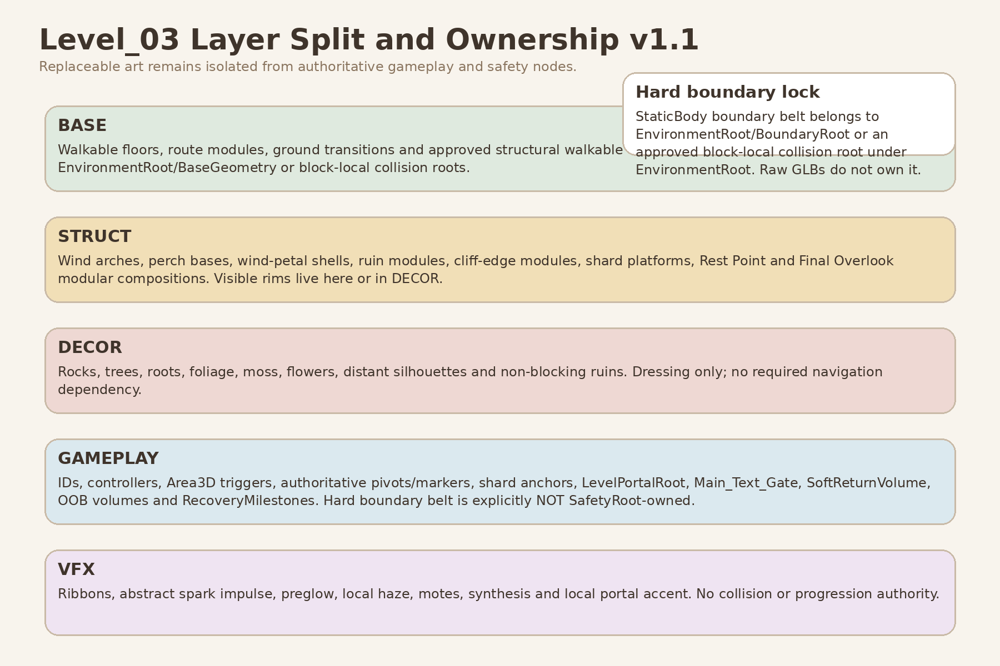 Level_03 Layer Split and Ownership v1.1
Replaceable art remains isolated from authoritative gameplay and safety nodes.
Hard boundary lock
StaticBody boundary belt belongs to
EnvironmentRoot/BoundaryRoot or an
approved block-local collision root under
EnvironmentRoot. Raw GLBs do not own it.
BASE
Walkable floors, route modules, ground transitions and approved structural walkable
EnvironmentRoot/BaseGeometry or block-local collision roots.
STRUCT
Wind arches, perch bases, wind-petal shells, ruin modules, cliff-edge modules, shard platforms, Rest Point and Final Overlook
modular compositions. Visible rims live here or in DECOR.
DECOR
Rocks, trees, roots, foliage, moss, flowers, distant silhouettes and non-blocking ruins. Dressing only; no required navigation
dependency.
GAMEPLAY
IDs, controllers, Area3D triggers, authoritative pivots/markers, shard anchors, LevelPortalRoot, Main_Text_Gate, SoftReturnVolume,
OOB volumes and RecoveryMilestones. Hard boundary belt is explicitly NOT SafetyRoot-owned.
VFX
Ribbons, abstract spark impulse, preglow, local haze, motes, synthesis and local portal accent. No collision or progression authority.